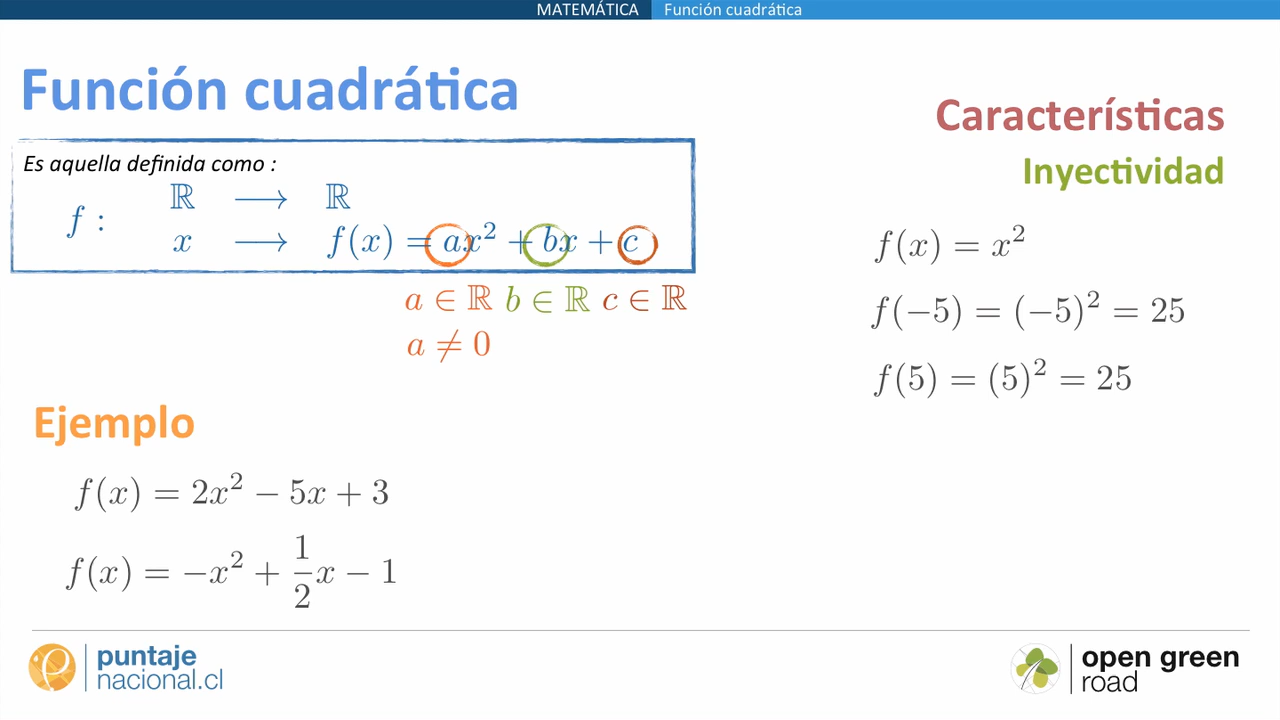 MATEMÁTICA Función cuadrática
Función cuadrática
Es aquella definida como :
f : ℝ ⟶ ℝ
x ⟶ f(x) = ax² + bx + c
a ∈ ℝ b ∈ ℝ c ∈ ℝ
a ≠ 0
Ejemplo
f(x) = 2x² − 5x + 3
f(x) = −x² + 1/2 x − 1
Características
Inyectividad
f(x) = x²
f(−5) = (−5)² = 25
f(5) = (5)² = 25
puntaje
nacional.cl
open green
road